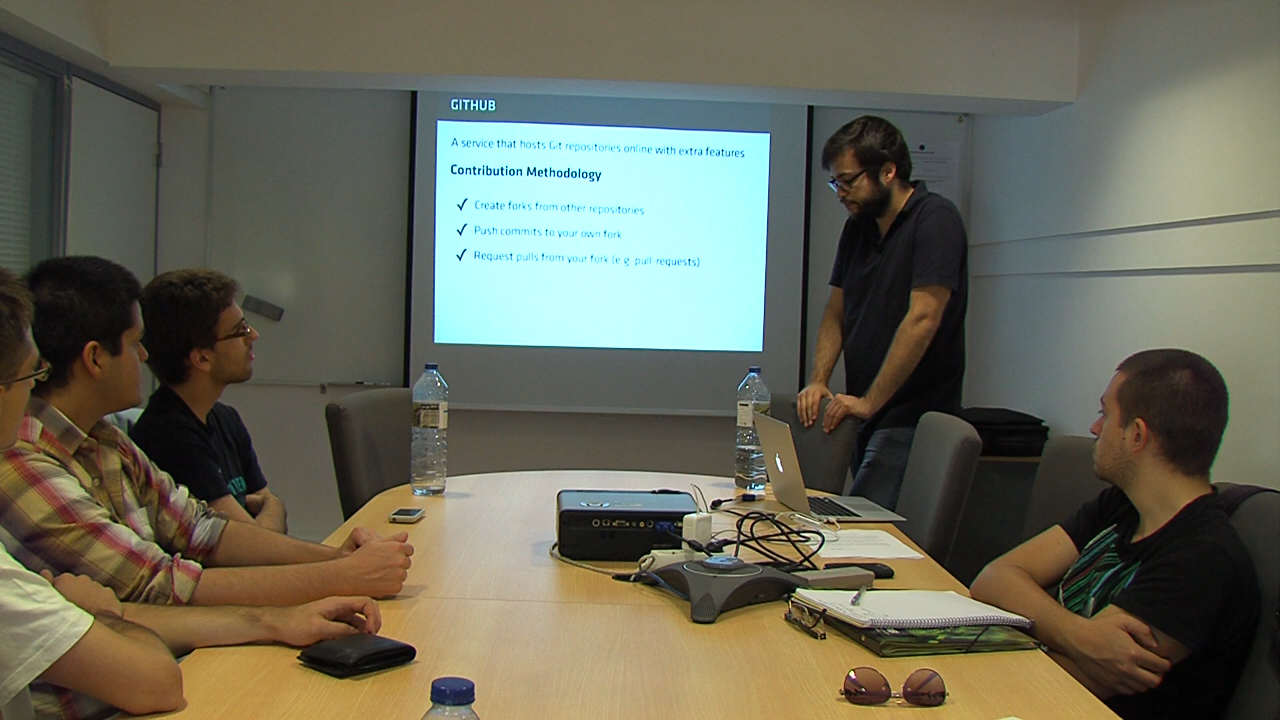 GITHUB
A service that hosts Git repositories online with extra features
Contribution Methodology
Create forks from other repositories
Push commits to your own fork
Request pulls from your fork (e.g. pull-requests)